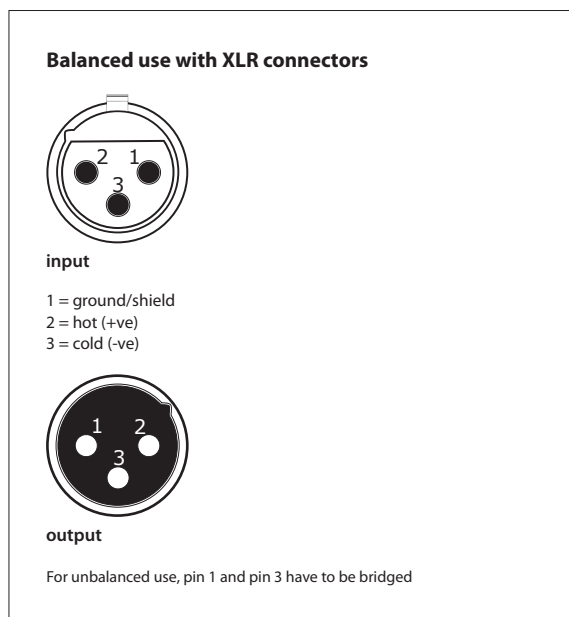 Balanced use with XLR connectors
2 1
3
input
1 = ground/shield
2 = hot (+ve)
3 = cold (-ve)
1 2
3
output
For unbalanced use, pin 1 and pin 3 have to be bridged